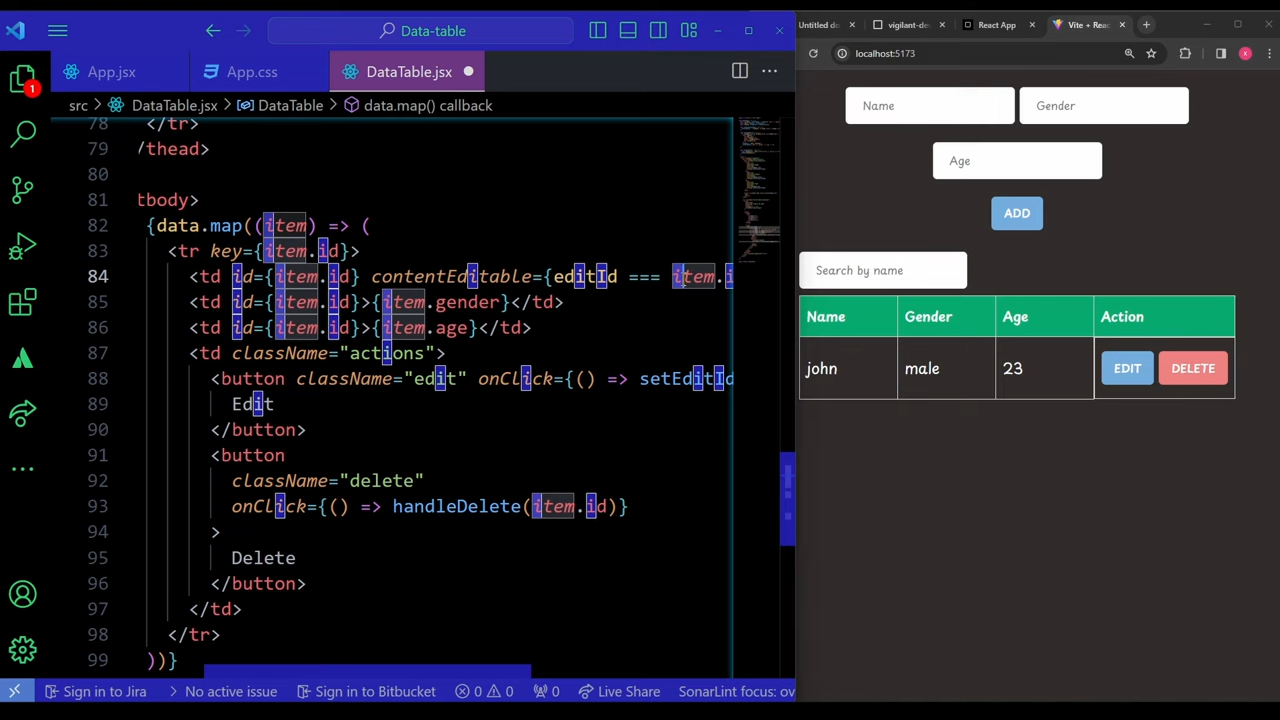 Data-table
App.jsx
App.css
DataTable.jsx
src > DataTable.jsx > DataTable > data.map() callback
78 </tr>
79 /thead>
80
81 tbody>
82 {data.map((item) => (
83 <tr key={item.id}>
84 <td id={item.id} contentEditable={editId === item.i
85 <td id={item.id}>{item.gender}</td>
86 <td id={item.id}>{item.age}</td>
87 <td className="actions">
88 <button className="edit" onClick={() => setEditId
89 Edit
90 </button>
91 <button
92 className="delete"
93 onClick={() => handleDelete(item.id)}
94 >
95 Delete
96 </button>
97 </td>
98 </tr>
99 ))}
1
Sign in to Jira
No active issue
Sign in to Bitbucket
0 0
0
Live Share
SonarLint focus: ov
Untitled do
vigilant-de
React App
Vite + Rea
localhost:5173
x
Name
Gender
Age
ADD
Search by name
Name Gender Age Action
john male 23 EDIT DELETE